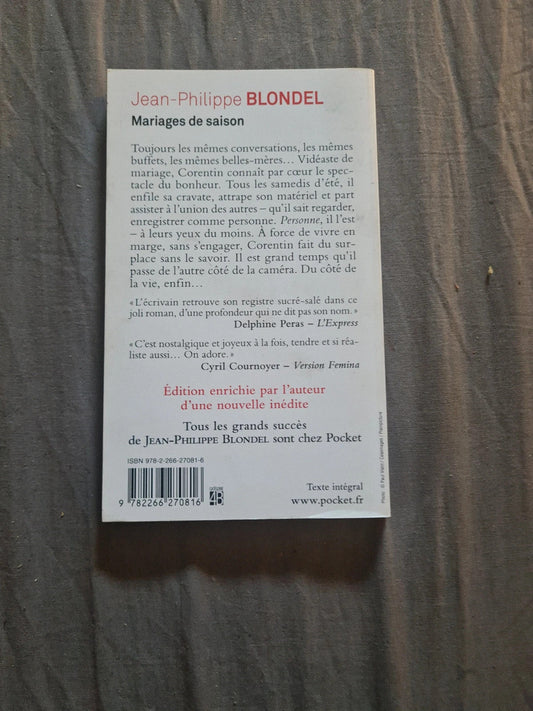 Jean-Philippe BLONDEL
Mariages de saison
Toujours les mêmes conversations, les mêmes
buffets, les mêmes belles-mères… Vidéaste de
mariage, Corentin connaît par cœur le spec-
tacle du bonheur. Tous les samedis d'été, il
enfile sa cravate, attrape son matériel et part
assister à l'union des autres – qu'il sait regarder,
enregistrer comme personne. Personne, il l'est
– à leurs yeux du moins. À force de vivre en
marge, sans s'engager, Corentin fait du sur-
place sans le savoir. Il est grand temps qu'il
passe de l'autre côté de la caméra. Du côté de
la vie, enfin…
« L'écrivain retrouve son registre sucré-salé dans ce
joli roman, d'une profondeur qui ne dit pas son nom. »
Delphine Peras – L'Express
« C'est nostalgique et joyeux à la fois, tendre et si réa-
liste aussi… On adore. »
Cyril Cournoyer – Version Femina
Édition enrichie par l'auteur
d'une nouvelle inédite
Tous les grands succès
de JEAN-PHILIPPE BLONDEL sont chez Pocket
ISBN 978-2-266-27081-6
9 782266 270816
CATÉGORIE
4B
Texte intégral
www.pocket.fr